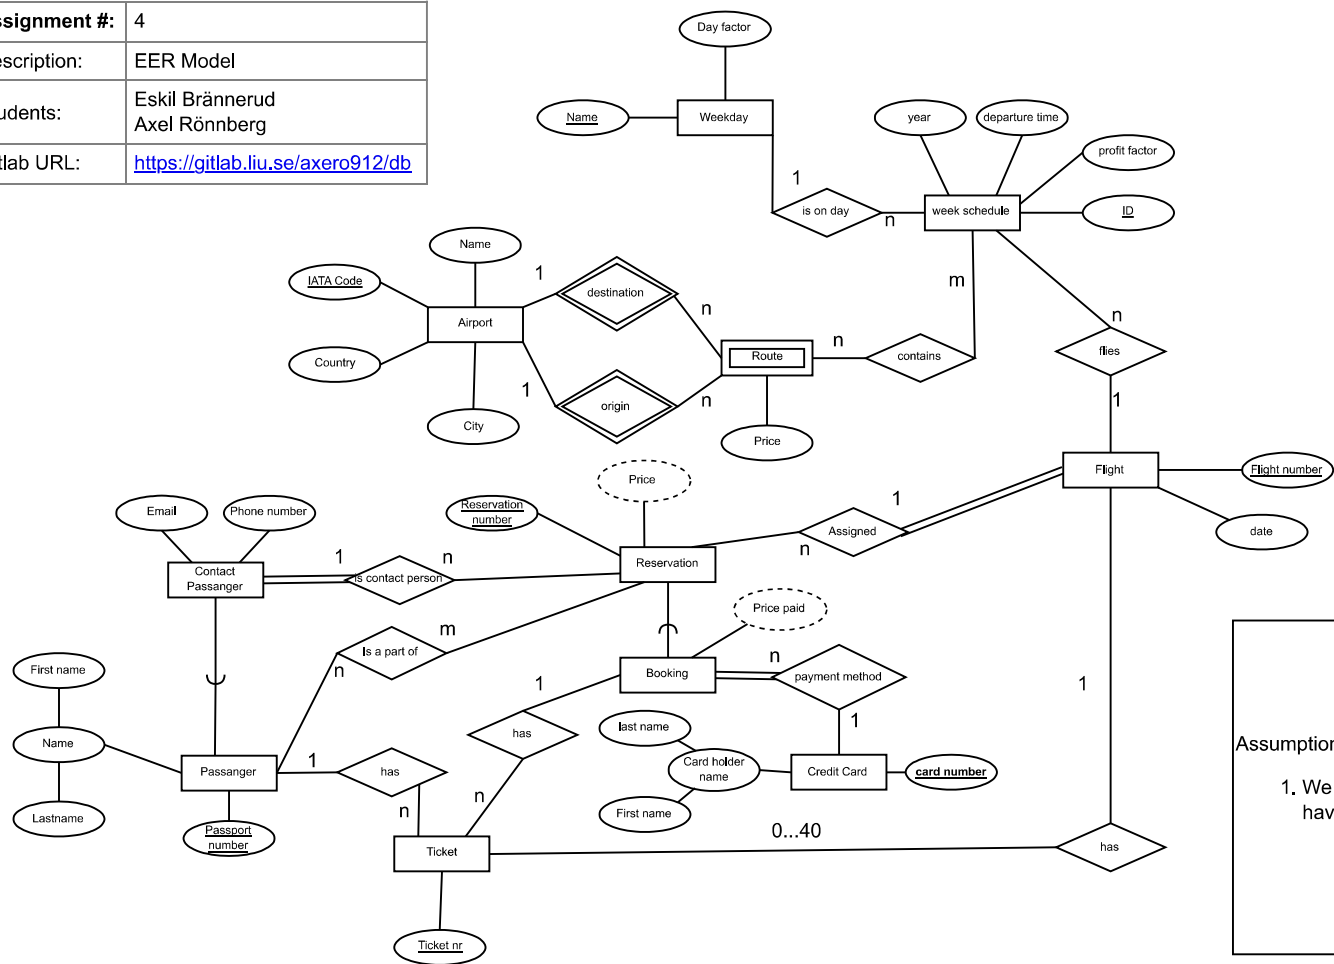 ssignment #: 4
escription: EER Model
udents: Eskil Brännerud
Axel Rönnberg
tlab URL: https://gitlab.liu.se/axero912/db
Day factor
Name
Weekday
year
departure time
profit factor
1
is on day
n
week schedule
ID
Name
IATA Code
1
destination
m
n
Airport
n
n
Route
contains
flies
Country
1
origin
n
1
City
Price
Price
Flight
Flight number
Email
Phone number
Reservation
number
1
Assigned
n
date
Contact
Passanger
1
is contact person
n
Reservation
Price paid
m
Is a part of
n
First name
n
1
Booking
payment method
1
1
Name
last name
has
Card holder
name
Credit Card
card number
Passanger
1
has
n
n
First name
Lastname
Passport
number
0...40
Ticket
has
Ticket nr
Assumption
1. We
hav